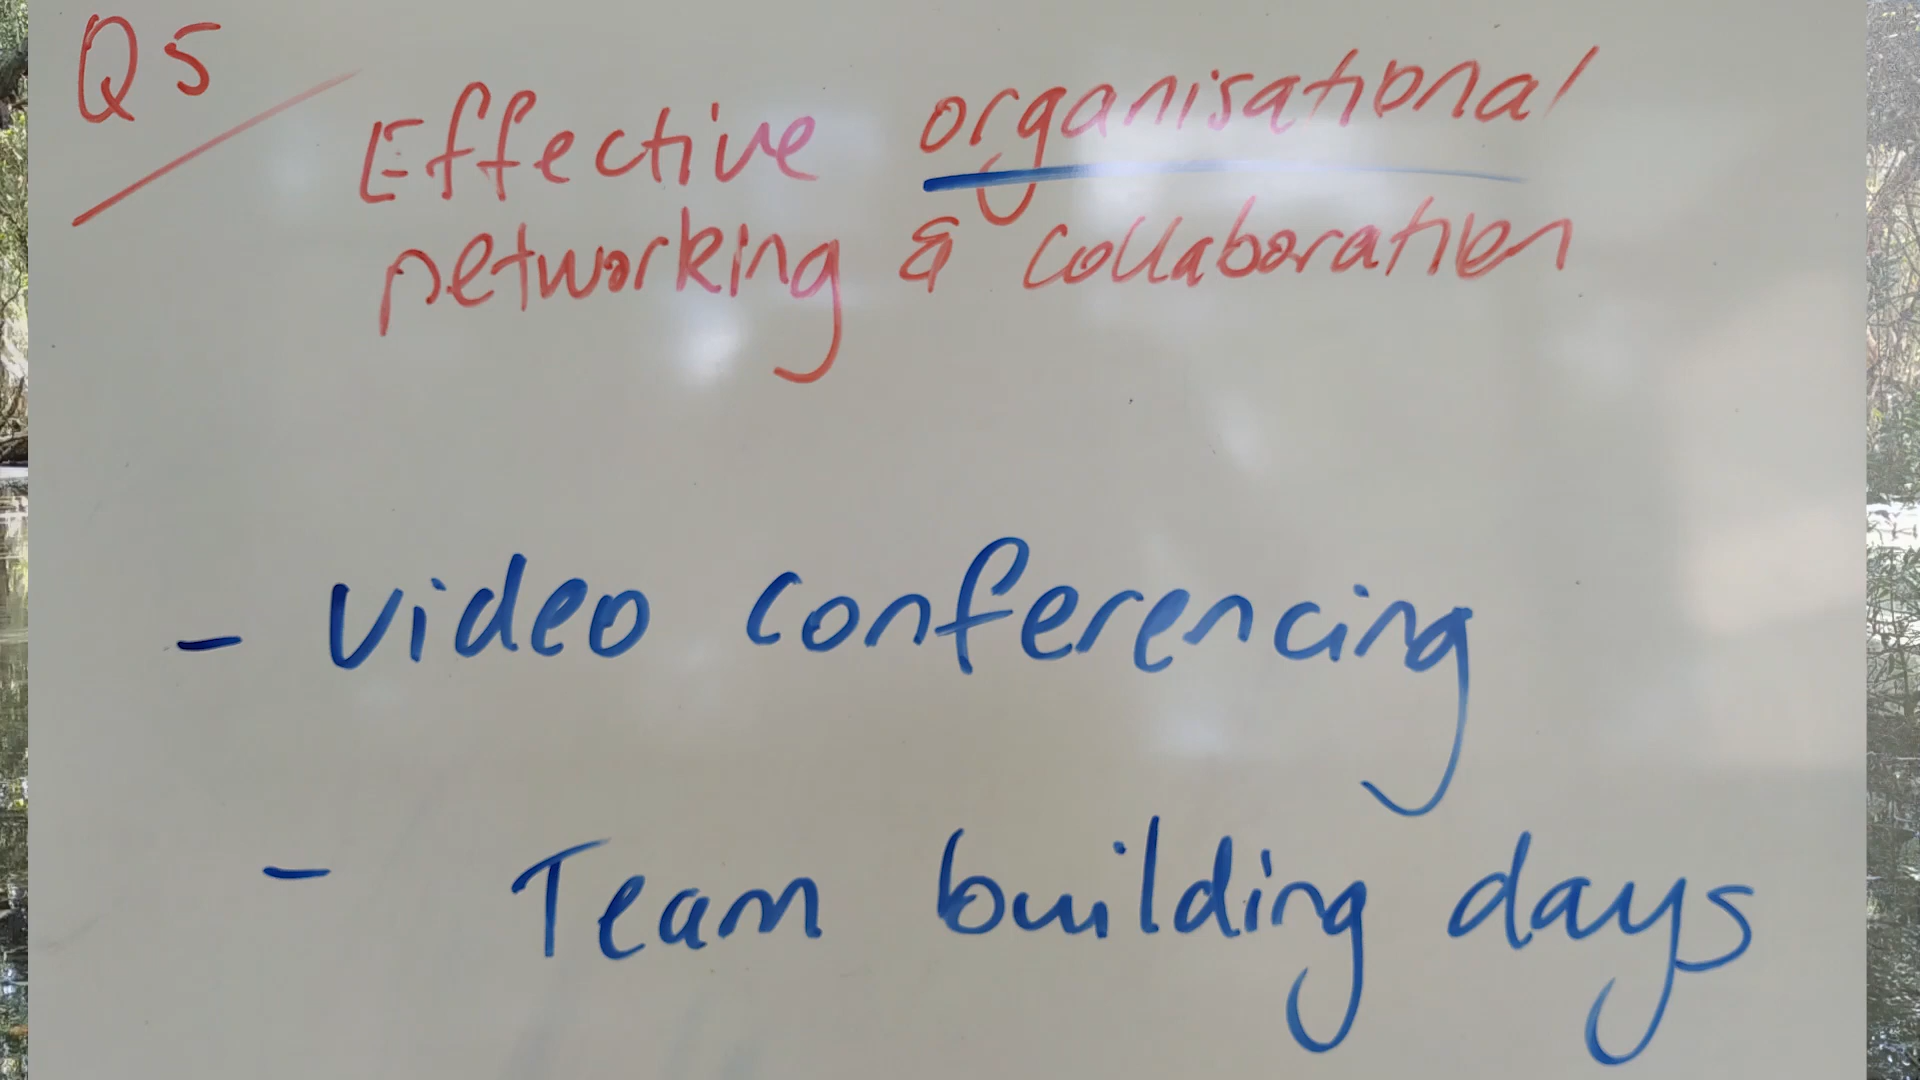 Q5
Effective organisational
networking & collaboration
- Video conferencing
- Team building days